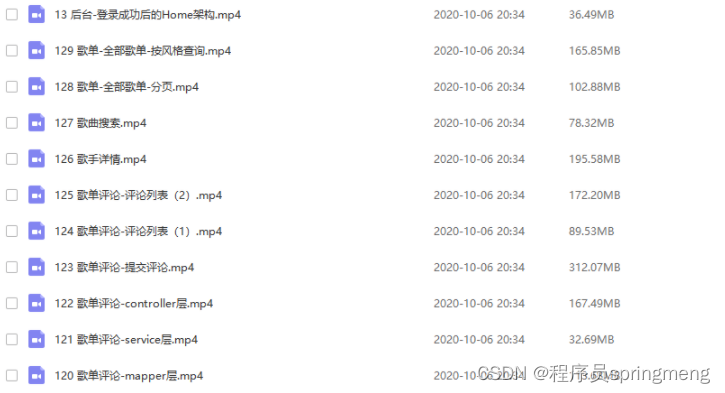 13 后台-登录成功后的Home架构.mp4 2020-10-06 20:34 36.49MB
129 歌单-全部歌单-按风格查询.mp4 2020-10-06 20:34 165.85MB
128 歌单-全部歌单-分页.mp4 2020-10-06 20:34 102.88MB
127 歌曲搜索.mp4 2020-10-06 20:34 78.32MB
126 歌手详情.mp4 2020-10-06 20:34 195.58MB
125 歌单评论-评论列表（2）.mp4 2020-10-06 20:34 172.20MB
124 歌单评论-评论列表（1）.mp4 2020-10-06 20:34 89.53MB
123 歌单评论-提交评论.mp4 2020-10-06 20:34 312.07MB
122 歌单评论-controller层.mp4 2020-10-06 20:34 167.49MB
121 歌单评论-service层.mp4 2020-10-06 20:34 32.69MB
120 歌单评论-mapper层.mp4 2020-10-06 20:34
CSDN @程序员springmeng